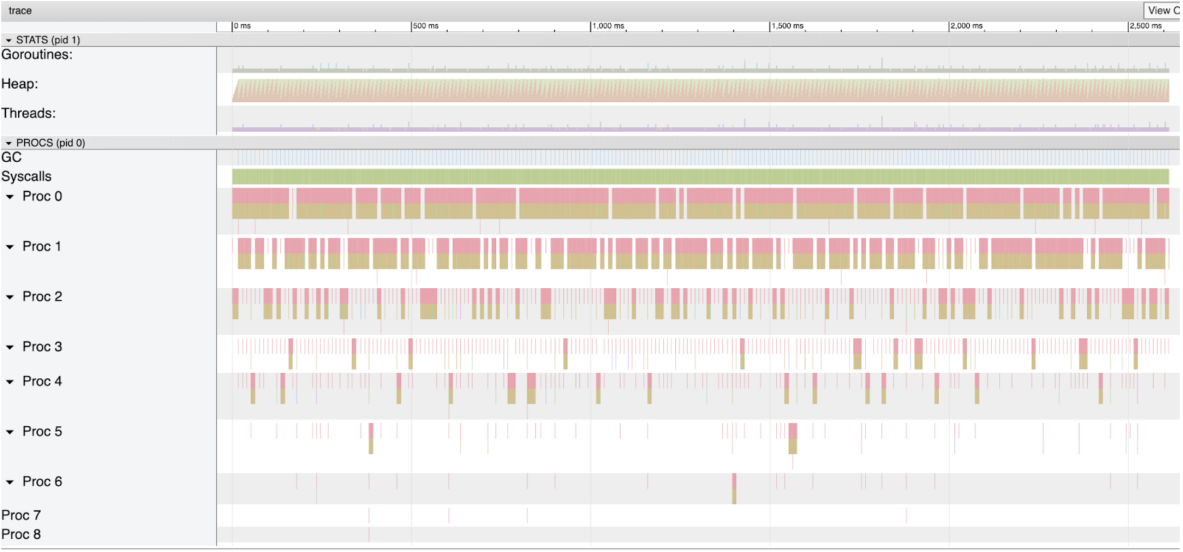 trace
View C
0 ms
500 ms
1,000 ms
1,500 ms
2,000 ms
2,500 ms
STATS (pid 1)
Goroutines:
Heap:
Threads:
PROCS (pid 0)
GC
Syscalls
Proc 0
Proc 1
Proc 2
Proc 3
Proc 4
Proc 5
Proc 6
Proc 7
Proc 8